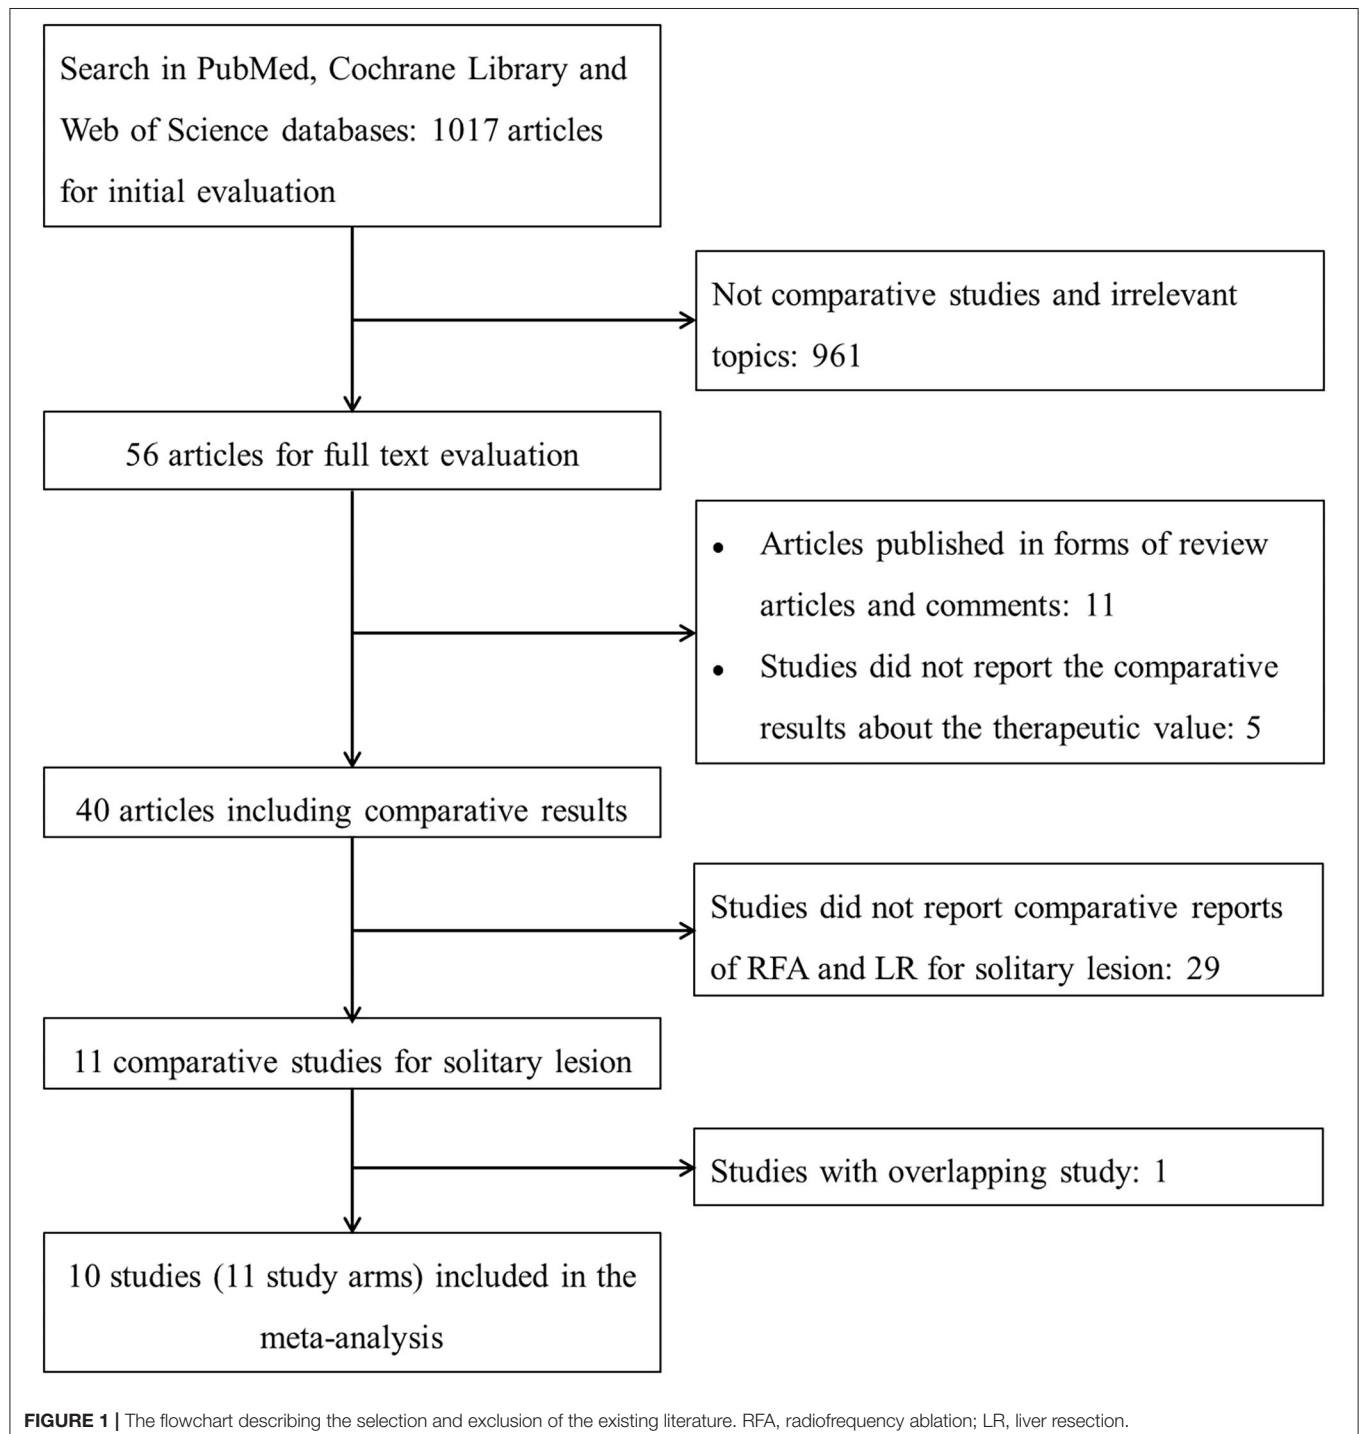 Search in PubMed, Cochrane Library and
Web of Science databases: 1017 articles
for initial evaluation
Not comparative studies and irrelevant
topics: 961
56 articles for full text evaluation
• Articles published in forms of review
articles and comments: 11
• Studies did not report the comparative
results about the therapeutic value: 5
40 articles including comparative results
Studies did not report comparative reports
of RFA and LR for solitary lesion: 29
11 comparative studies for solitary lesion
Studies with overlapping study: 1
10 studies (11 study arms) included in the
meta-analysis
FIGURE 1 | The flowchart describing the selection and exclusion of the existing literature. RFA, radiofrequency ablation; LR, liver resection.